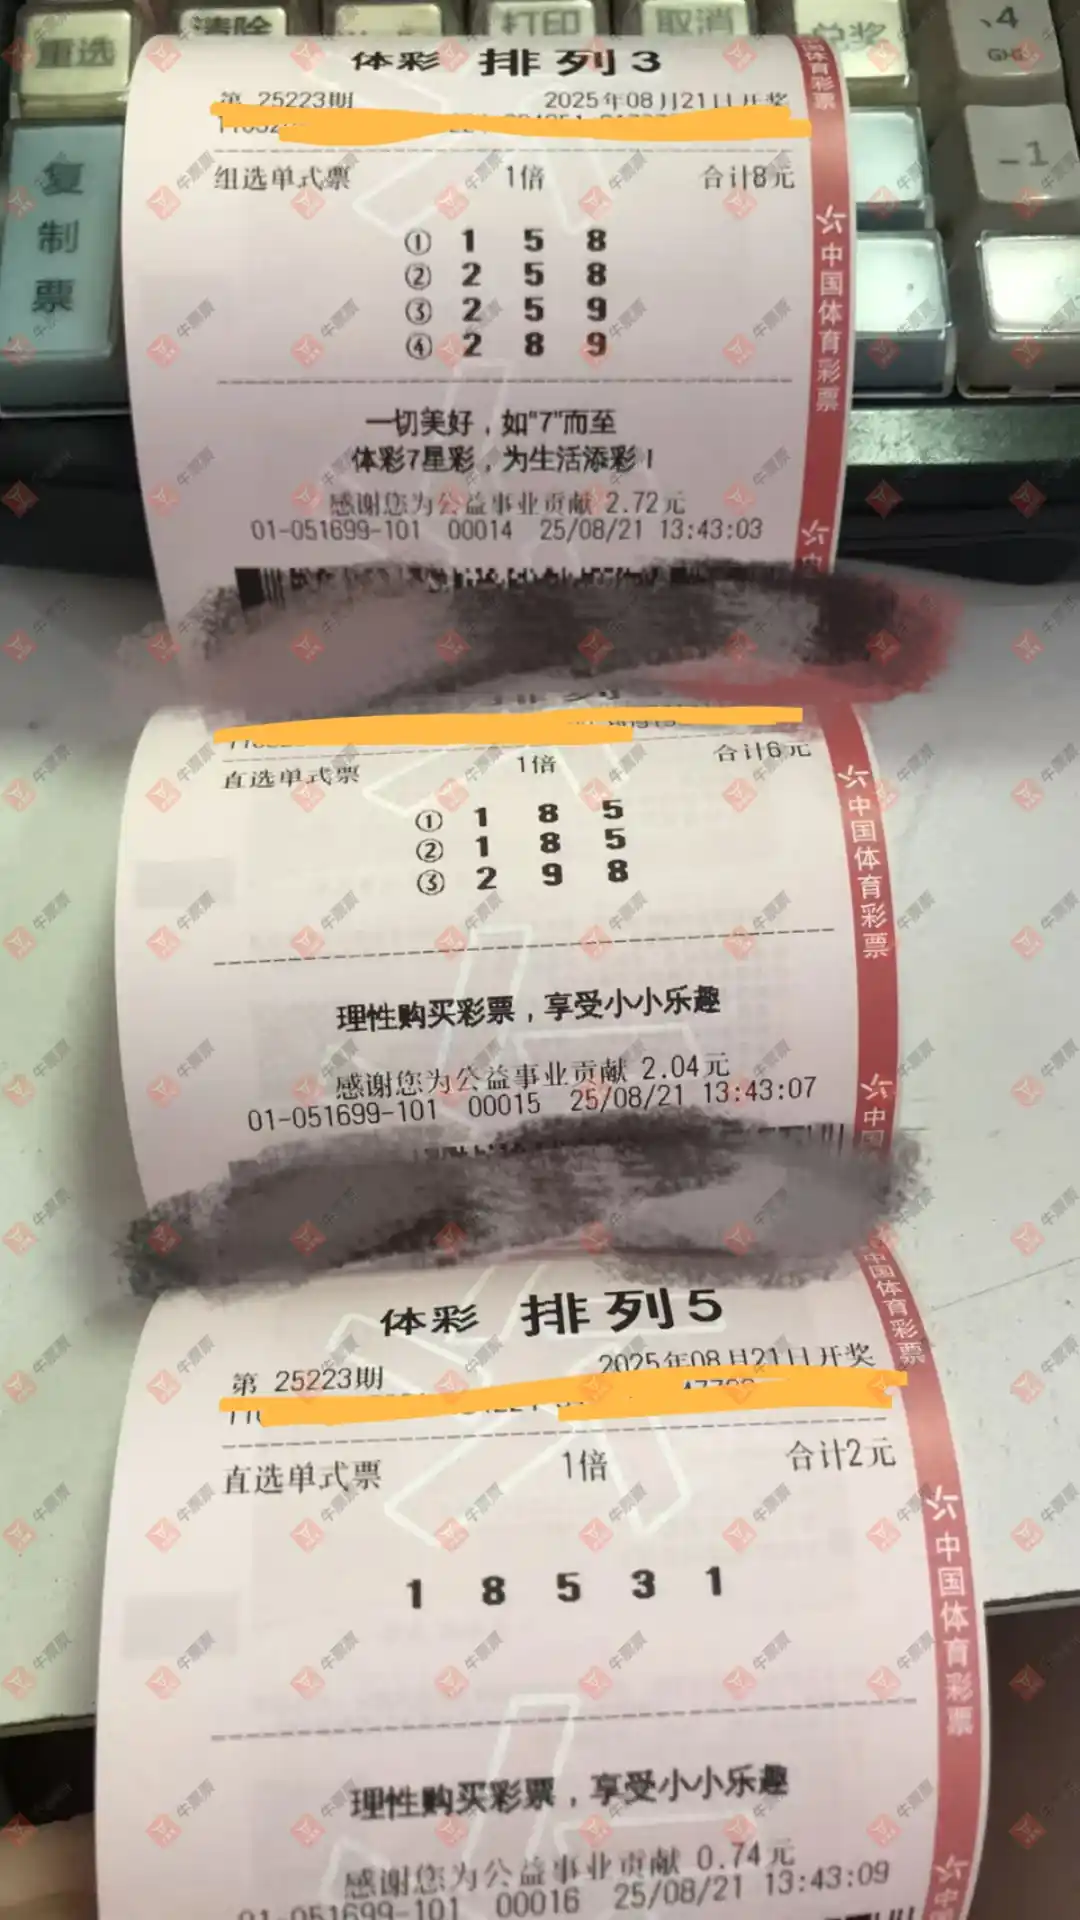 重选
清除
打印
取消
兑奖
、4
GHI
复制票
-1
体彩 排列3
第 25223期 2025年08月21日开奖
组选单式票 1倍 合计8元
① 1 5 8
② 2 5 8
③ 2 5 9
④ 2 8 9
一切美好，如“7”而至
体彩7星彩，为生活添彩！
感谢您为公益事业贡献 2.72元
01-051699-101 00014 25/08/21 13:43:03
中国体育彩票
直选单式票 1倍 合计6元
① 1 8 5
② 1 8 5
③ 2 9 8
理性购买彩票，享受小小乐趣
感谢您为公益事业贡献 2.04元
01-051699-101 00015 25/08/21 13:43:07
中国体育彩票
体彩 排列5
第 25223期 2025年08月21日开奖
直选单式票 1倍 合计2元
1 8 5 3 1
理性购买彩票，享受小小乐趣
感谢您为公益事业贡献 0.74元
01-051699-101 00016 25/08/21 13:43:09
中国体育彩票
牛票票